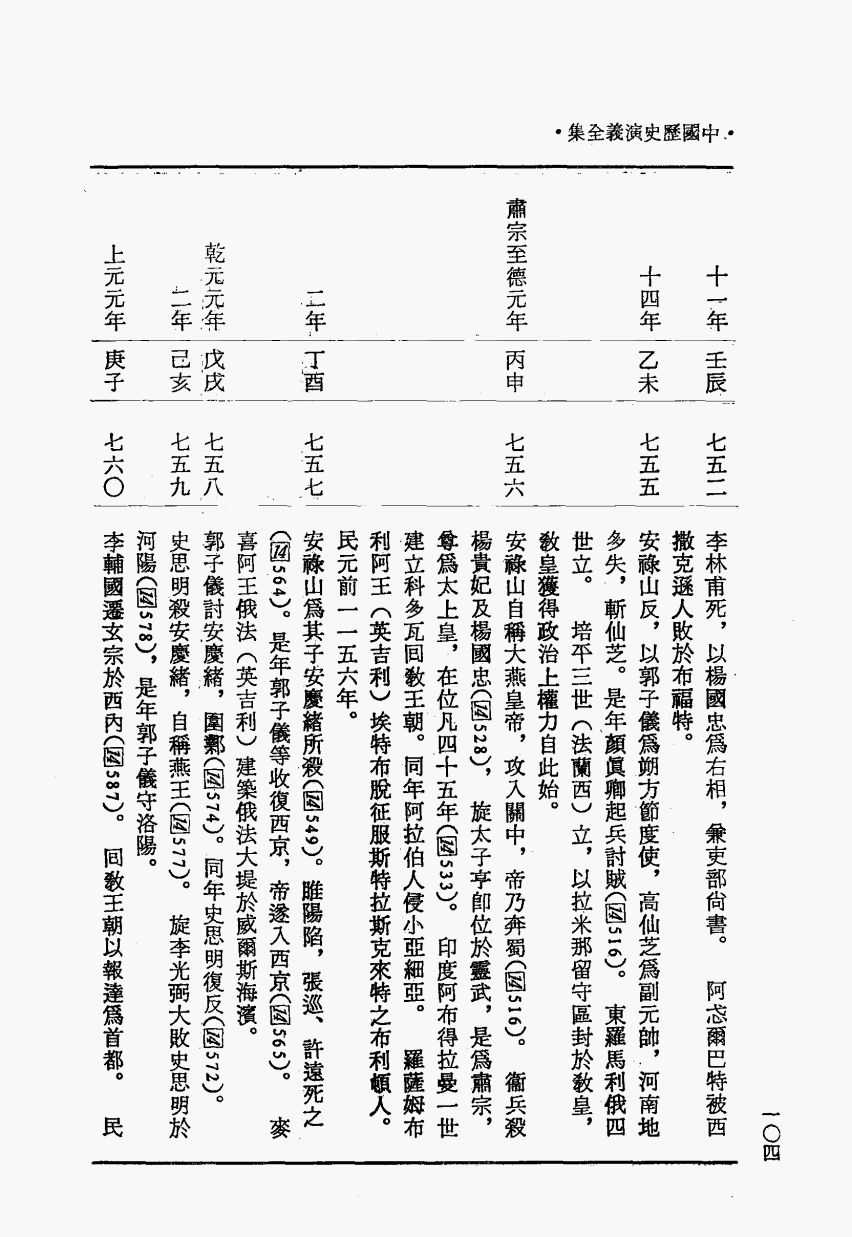 ·中國歷史演義全集·
一〇四
十一年 壬辰 七五二 李林甫死，以楊國忠爲右相，兼吏部尙書。 阿忞爾巴特被西
撒克遜人敗於布福特。
十四年 乙未 七五五 安祿山反，以郭子儀爲朔方節度使，高仙芝爲副元帥，河南地
多失，斬仙芝。是年顏眞卿起兵討賊(14516)。 東羅馬利俄四
世立。 培平三世（法蘭西）立，以拉米那留守區封於敎皇，
敎皇獲得政治上權力自此始。
肅宗至德元年 丙申 七五六 安祿山自稱大燕皇帝，攻入關中，帝乃奔蜀(14516)。 衞兵殺
楊貴妃及楊國忠(14528)， 旋太子亨卽位於靈武，是爲肅宗，
尊爲太上皇，在位凡四十五年(14533)。 印度阿布得拉曼一世
建立科多瓦回敎王朝。同年阿拉伯人侵小亞細亞。 羅薩姆布
利阿王（英吉利）埃特布脫征服斯特拉斯克來特之布利頓人。
民元前一一五六年。
二年 丁酉 七五七 安祿山爲其子安慶緒所殺(14549)。睢陽陷，張巡、許遠死之
(14564)。是年郭子儀等收復西京，帝遂入西京(14565)。 麥
喜阿王俄法（英吉利）建築俄法大堤於威爾斯海濱。
乾元元年 戊戌 七五八 郭子儀討安慶緒，圍鄴(14574)。同年史思明復反(14572)。
二年 己亥 七五九 史思明殺安慶緒，自稱燕王(14577)。 旋李光弼大敗史思明於
河陽(14578)，是年郭子儀守洛陽。
上元元年 庚子 七六〇 李輔國遷玄宗於西內(14587)。 回敎王朝以報達爲首都。 民